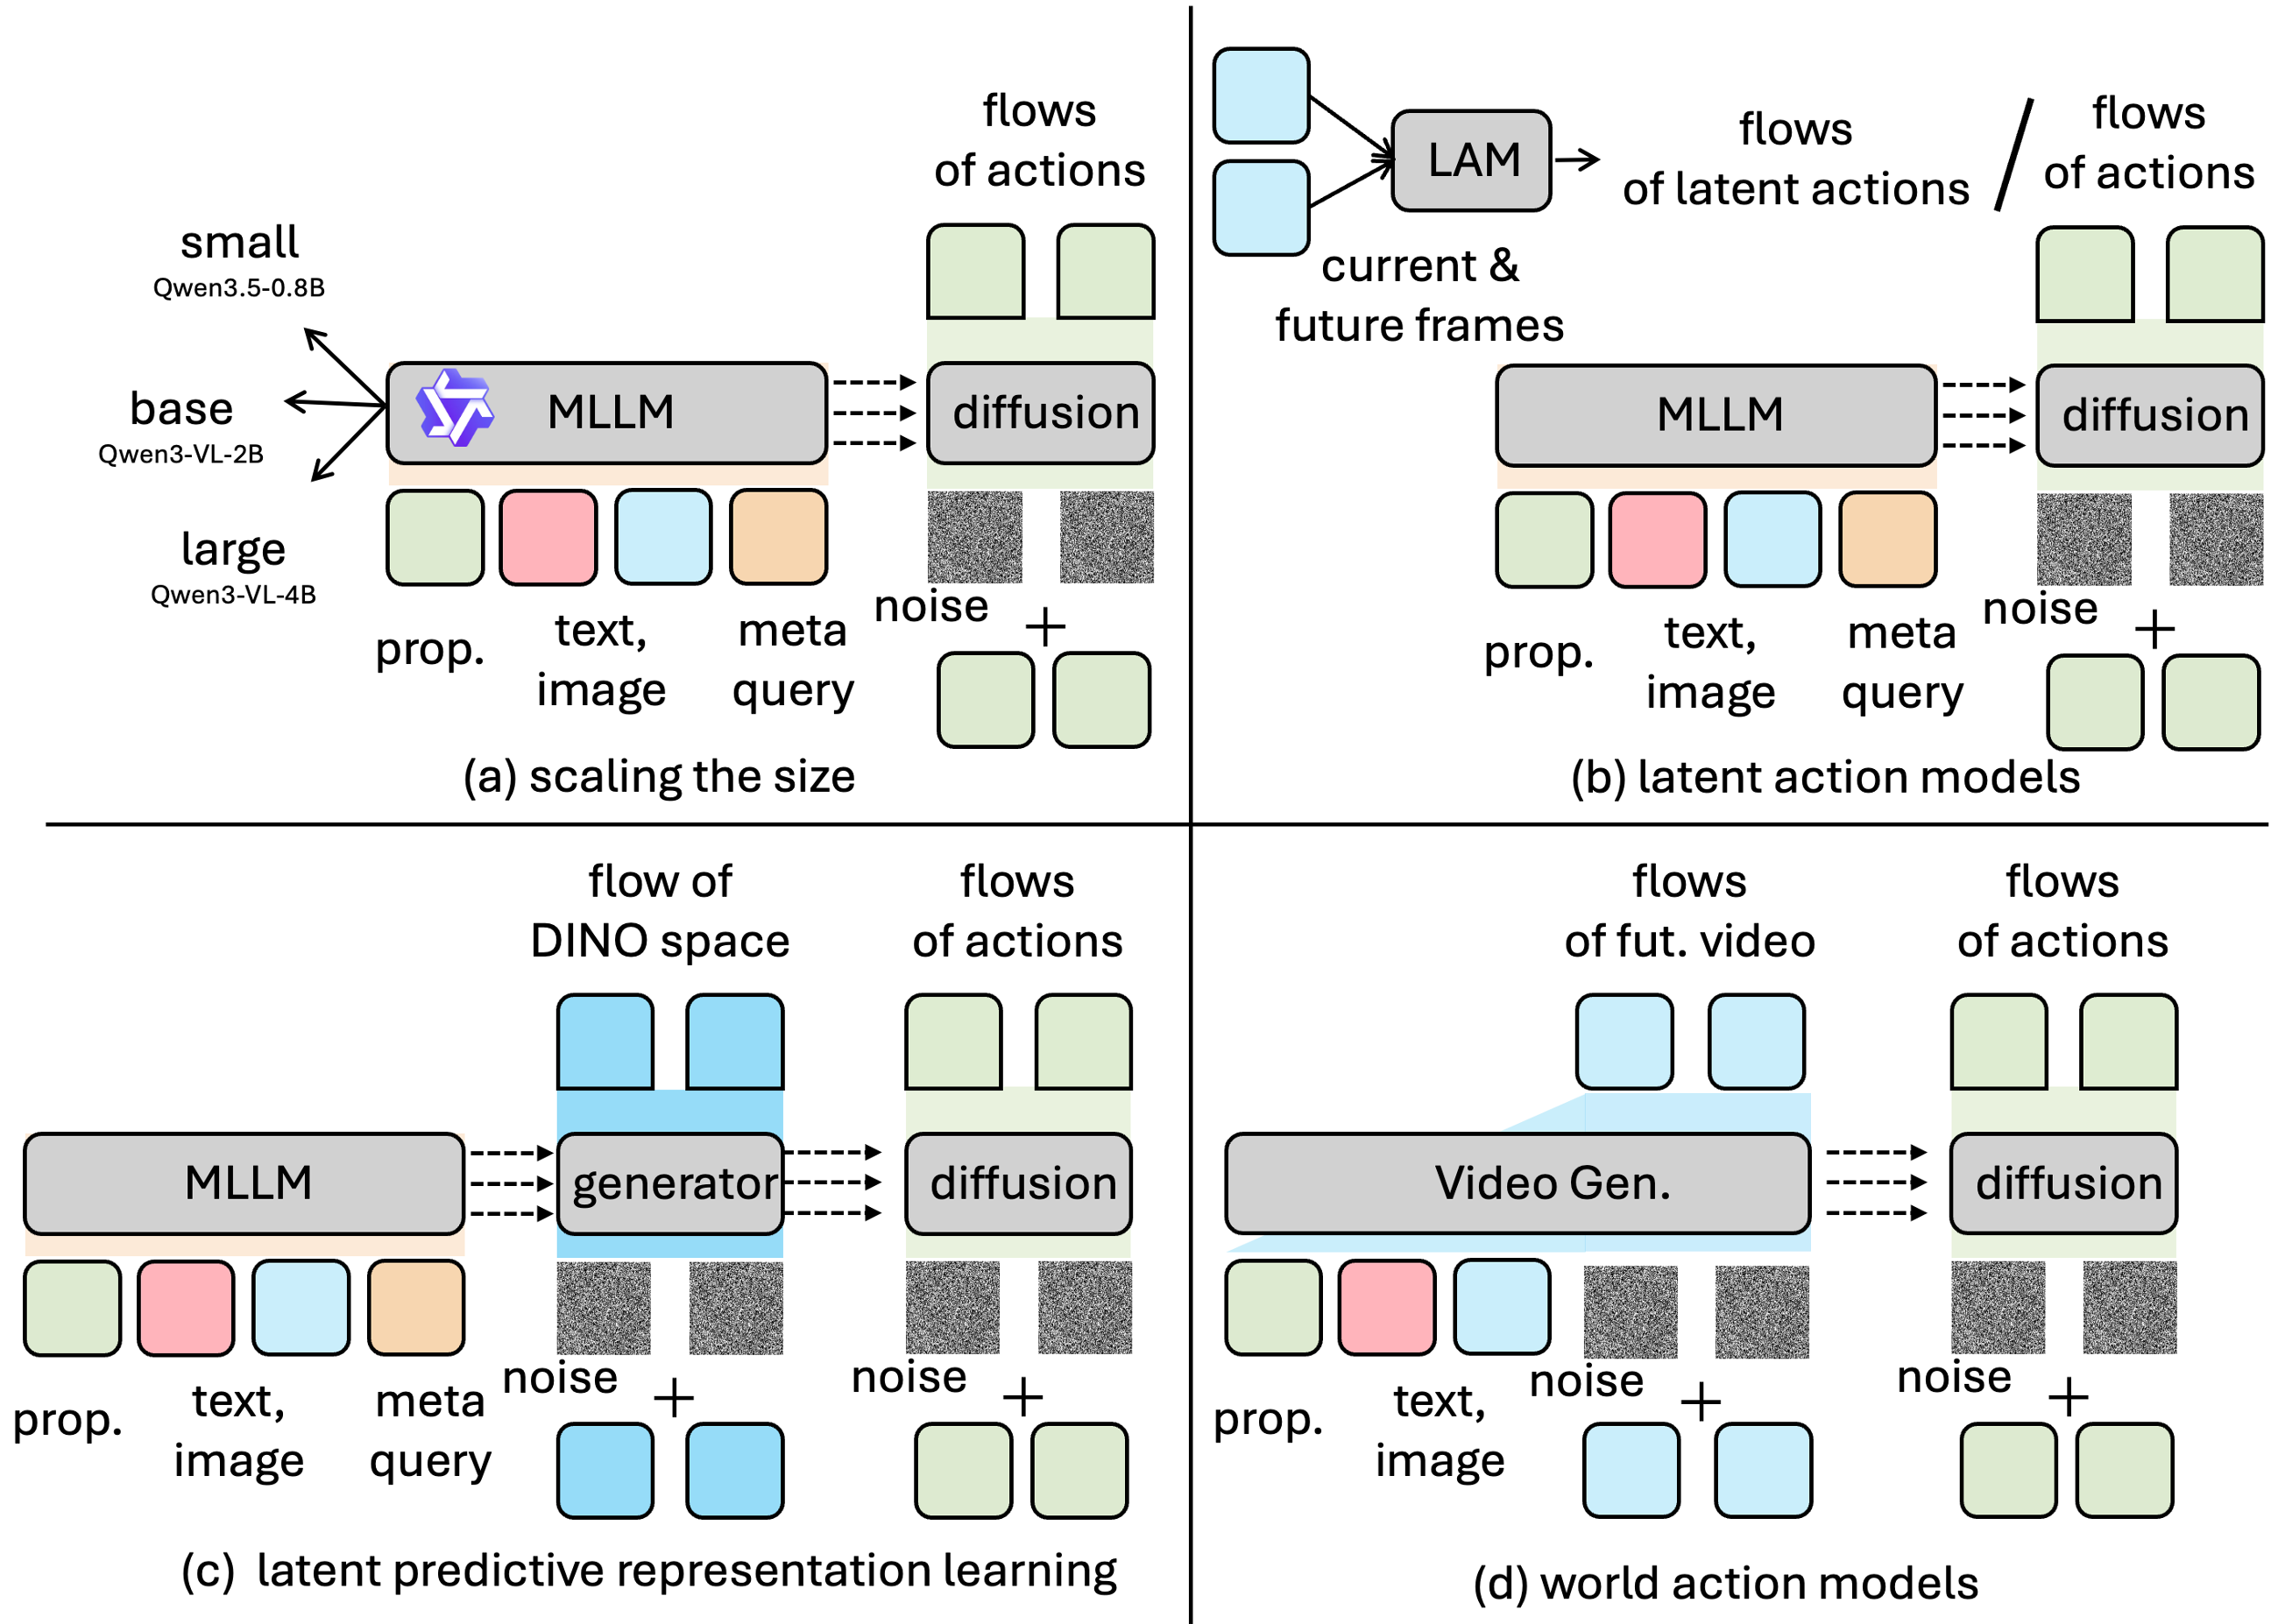 flows
of actions
small
Qwen3.5-0.8B
base
Qwen3-VL-2B
large
Qwen3-VL-4B
MLLM
diffusion
prop.
text,
image
meta
query
noise
+
(a) scaling the size
LAM
flows
of latent actions
/
flows
of actions
current &
future frames
MLLM
diffusion
prop.
text,
image
meta
query
noise
+
(b) latent action models
flow of
DINO space
flows
of actions
MLLM
generator
diffusion
prop.
text,
image
meta
query
noise
+
noise
+
(c) latent predictive representation learning
flows
of fut. video
flows
of actions
Video Gen.
diffusion
prop.
text,
image
noise
+
noise
+
(d) world action models